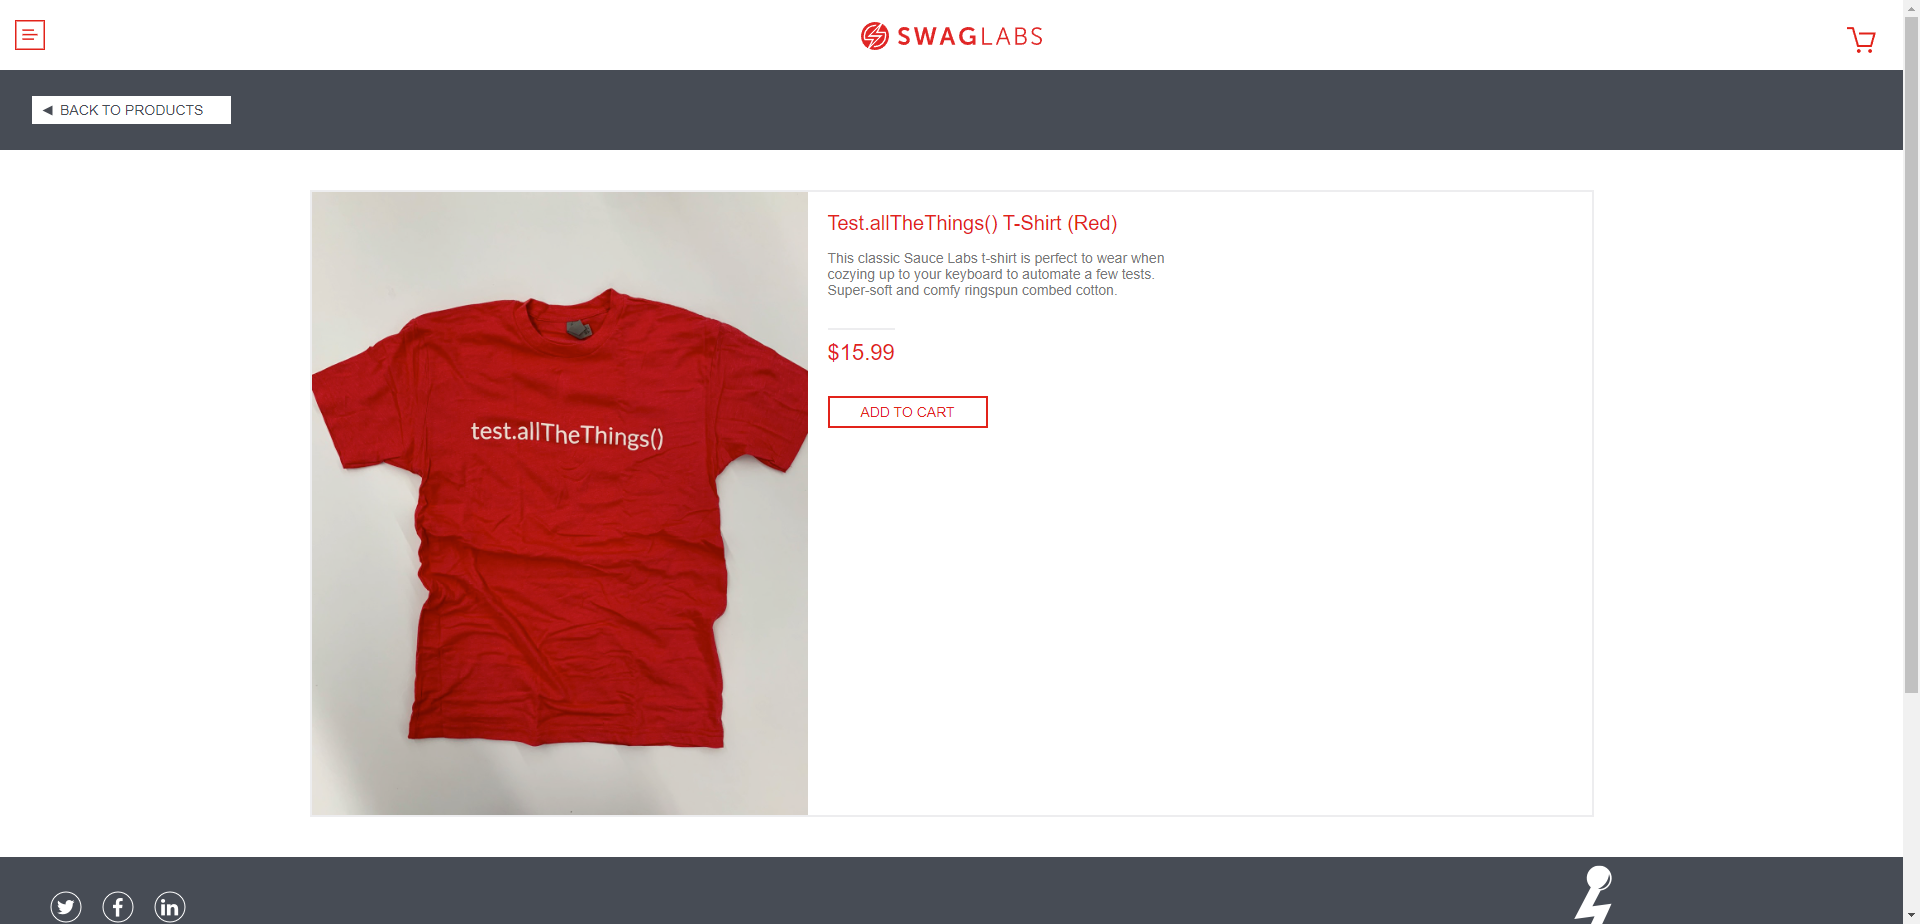 SWAGLABS
◄ BACK TO PRODUCTS
Test.allTheThings() T-Shirt (Red)
This classic Sauce Labs t-shirt is perfect to wear when
cozying up to your keyboard to automate a few tests.
Super-soft and comfy ringspun combed cotton.
$15.99
ADD TO CART
test.allTheThings()